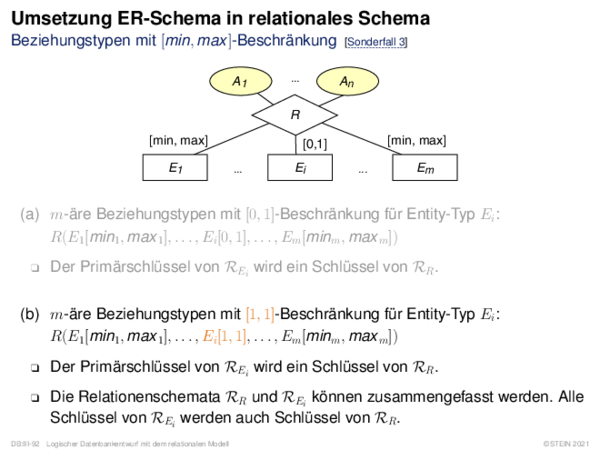 Umsetzung ER-Schema in relationales Schema
Beziehungstypen mit [min, max]-Beschränkung [Sonderfall 3]
A1 ... An
R
[min, max] [0,1] [min, max]
E1 ... Ei ... Em
(a) m-äre Beziehungstypen mit [0, 1]-Beschränkung für Entity-Typ Ei:
R(E1[min1, max1], . . . , Ei[0, 1], . . . , Em[minm, maxm])
❑ Der Primärschlüssel von REi wird ein Schlüssel von RR.
(b) m-äre Beziehungstypen mit [1, 1]-Beschränkung für Entity-Typ Ei:
R(E1[min1, max1], . . . , Ei[1, 1], . . . , Em[minm, maxm])
❑ Der Primärschlüssel von REi wird ein Schlüssel von RR.
❑ Die Relationenschemata RR und REi können zusammengefasst werden. Alle
Schlüssel von REi werden auch Schlüssel von RR.
DB:III-92 Logischer Datenbankentwurf mit dem relationalen Modell ©STEIN 2021